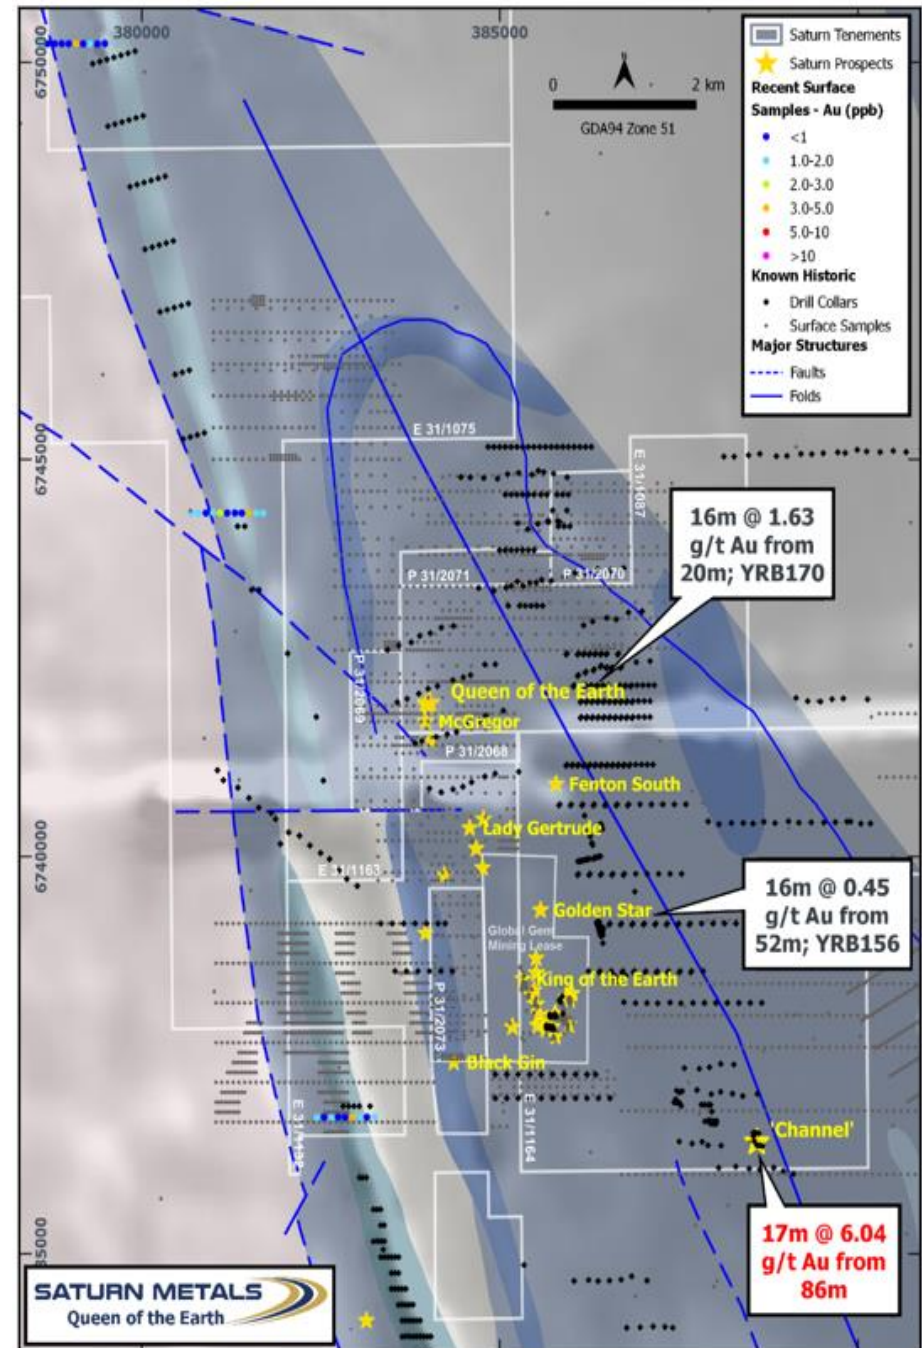 380000
385000
6750000
6745000
6740000
85000
N
0
2 km
GDA94 Zone 51
Saturn Tenements
Saturn Prospects
Recent Surface
Samples - Au (ppb)
<1
1.0-2.0
2.0-3.0
3.0-5.0
5.0-10
>10
Known Historic
Drill Collars
Surface Samples
Major Structures
Faults
Folds
E 31/1075
E 31/1087
16m @ 1.63
g/t Au from
20m; YRB170
P 31/2071
P 31/2070
P 31/2069
Queen of the Earth
McGregor
P 31/2068
Fenton South
Lady Gertrude
E 31/1163
16m @ 0.45
g/t Au from
52m; YRB156
Golden Star
Global Gem
Mining Lease
King of the Earth
P 31/2073
Black Gin
E 31/1164
'Channel'
17m @ 6.04
g/t Au from
86m
SATURN METALS
Queen of the Earth